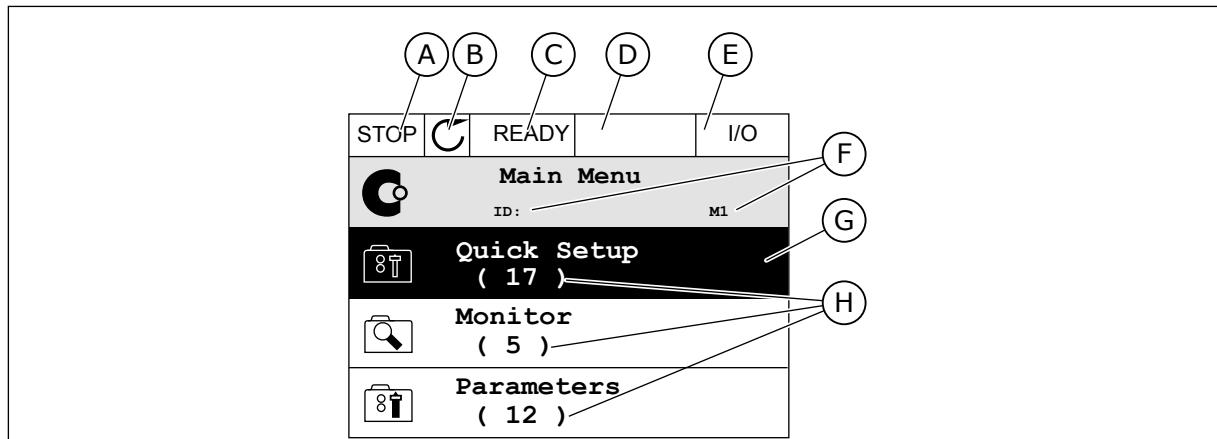 A B C D E
STOP READY I/O
Main Menu
ID: M1
F
Quick Setup
( 17 )
G
Monitor
( 5 )
H
Parameters
( 12 )